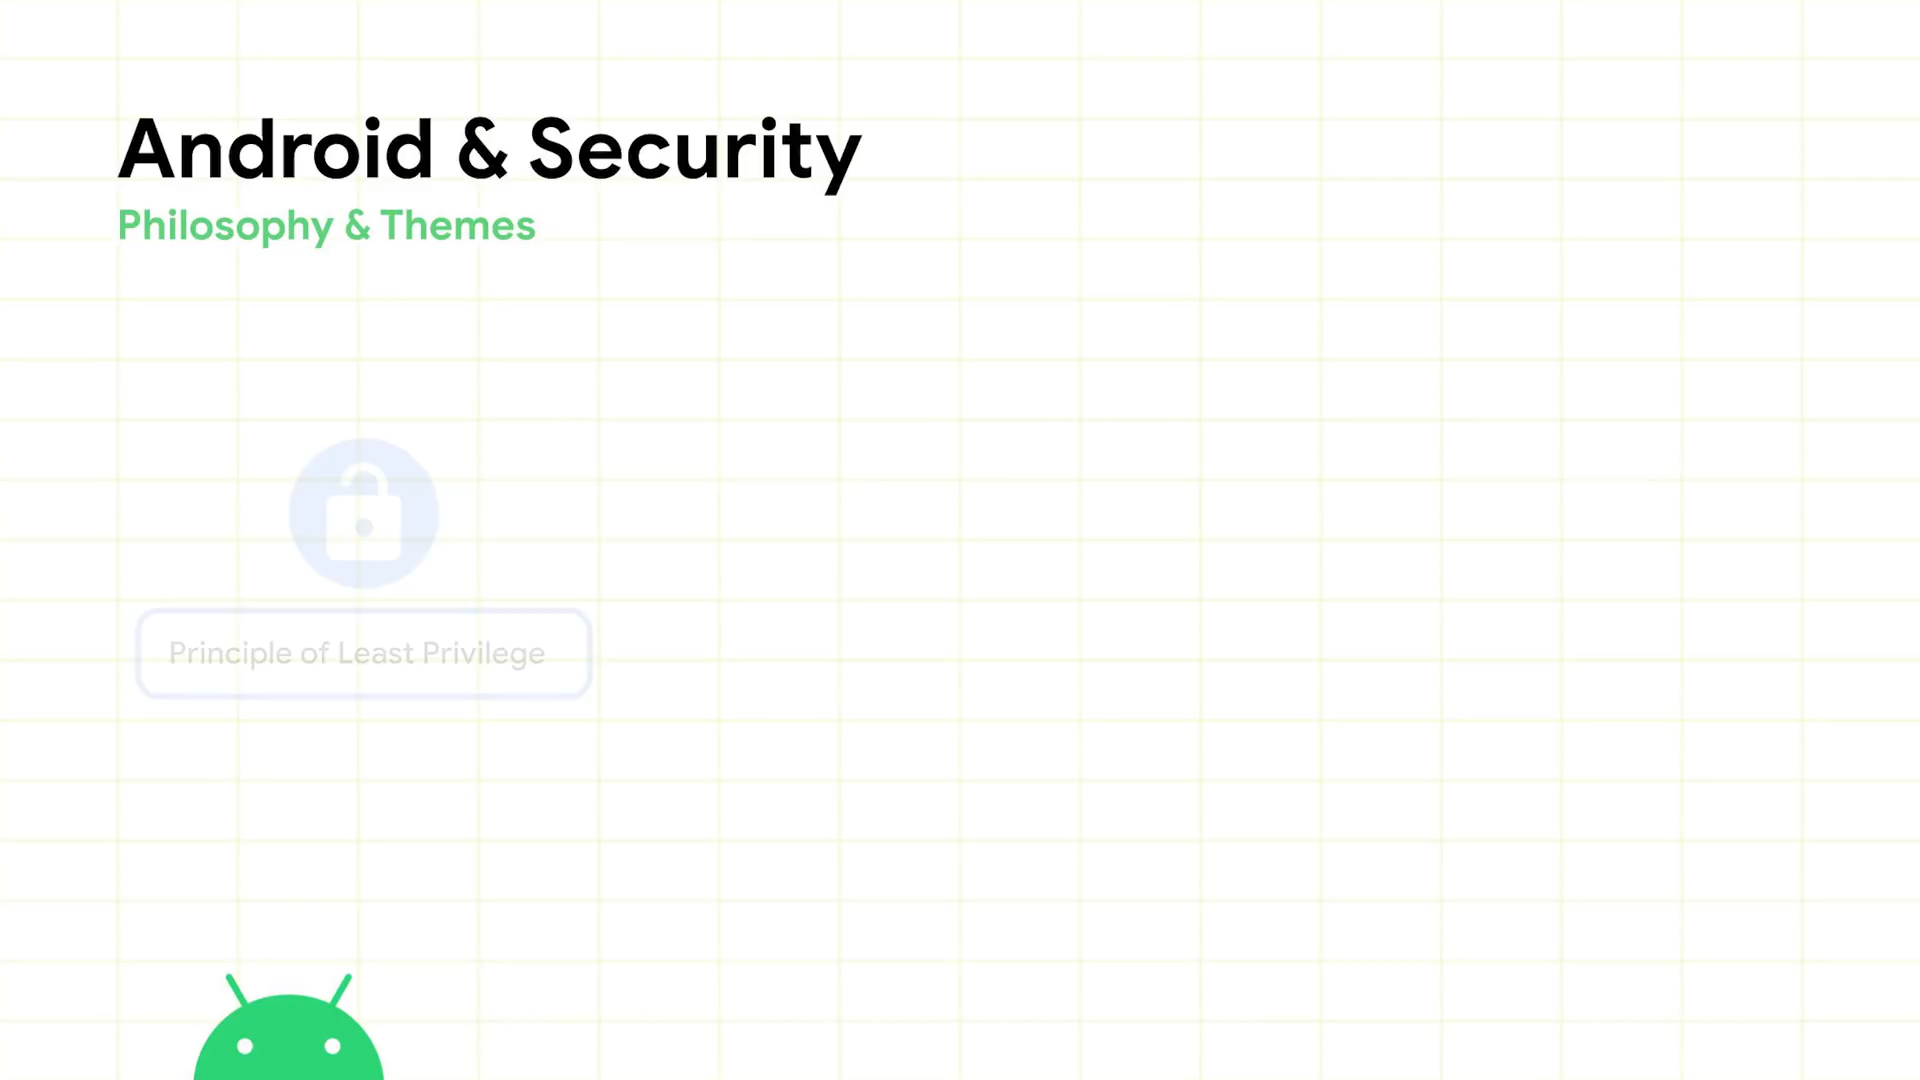 Android & Security
Philosophy & Themes
Principle of Least Privilege